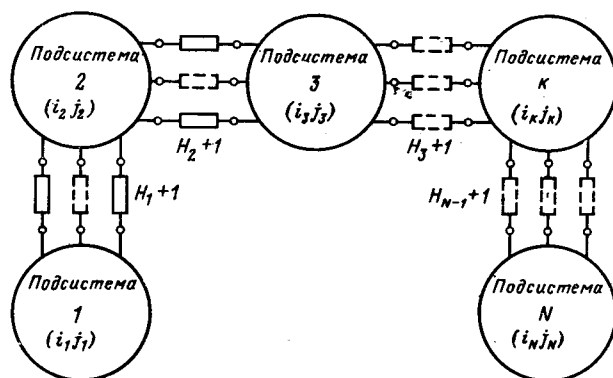 Подсистема
2
(i₂j₂)
Подсистема
3
(i₃j₃)
Подсистема
к
(iкjк)
H₂+1
H₃+1
H₁+1
H_{N-1}+1
Подсистема
1
(i₁j₁)
Подсистема
N
(i_Nj_N)